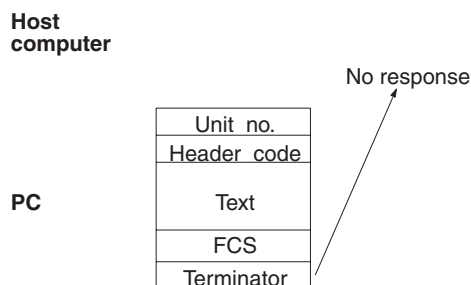 Host
computer
No response
Unit no.
Header code
PC
Text
FCS
Terminator